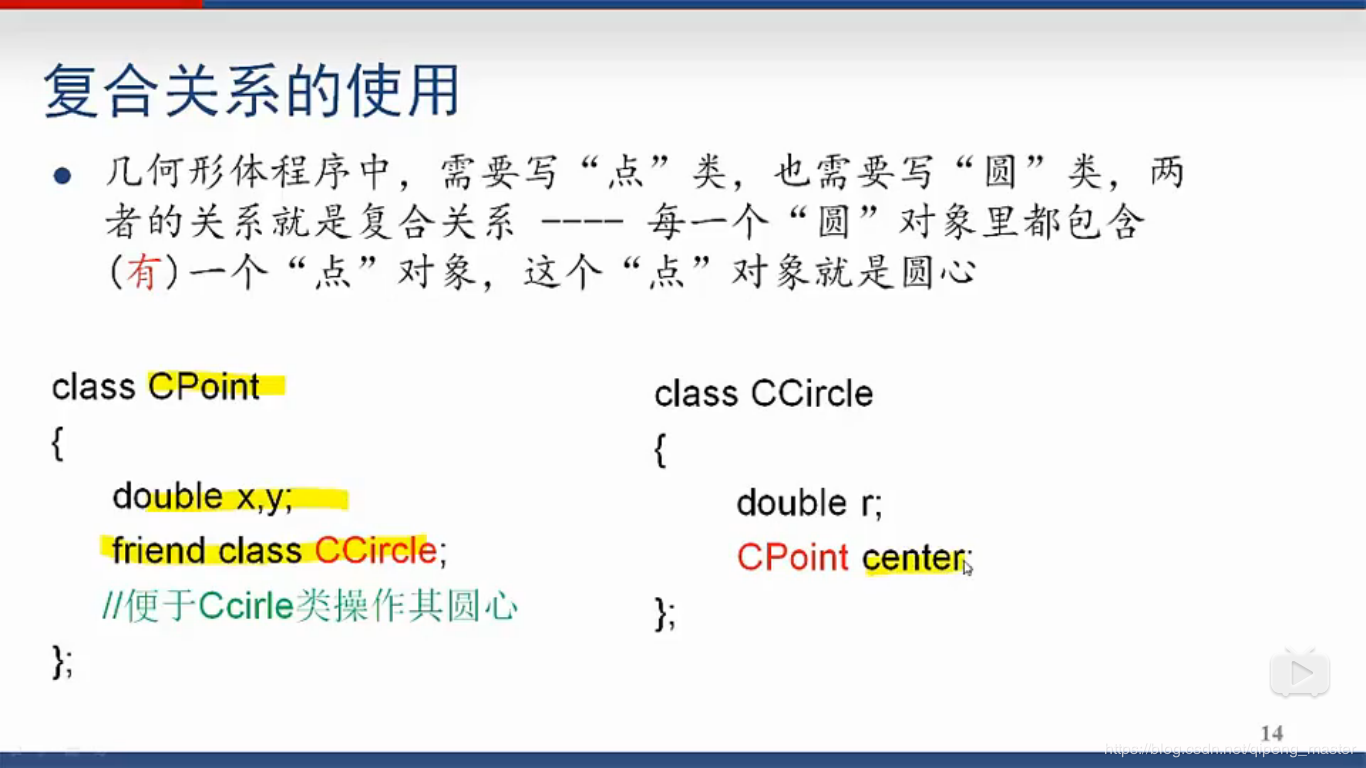 复合关系的使用
● 几何形体程序中，需要写“点”类，也需要写“圆”类，两
者的关系就是复合关系 ---- 每一个“圆”对象里都包含
(有)一个“点”对象，这个“点”对象就是圆心
class CPoint
{
double x,y;
friend class CCircle;
//便于Ccirle类操作其圆心
};
class CCircle
{
double r;
CPoint center;
};
14
https://blog.csdn.net/qipeng_master